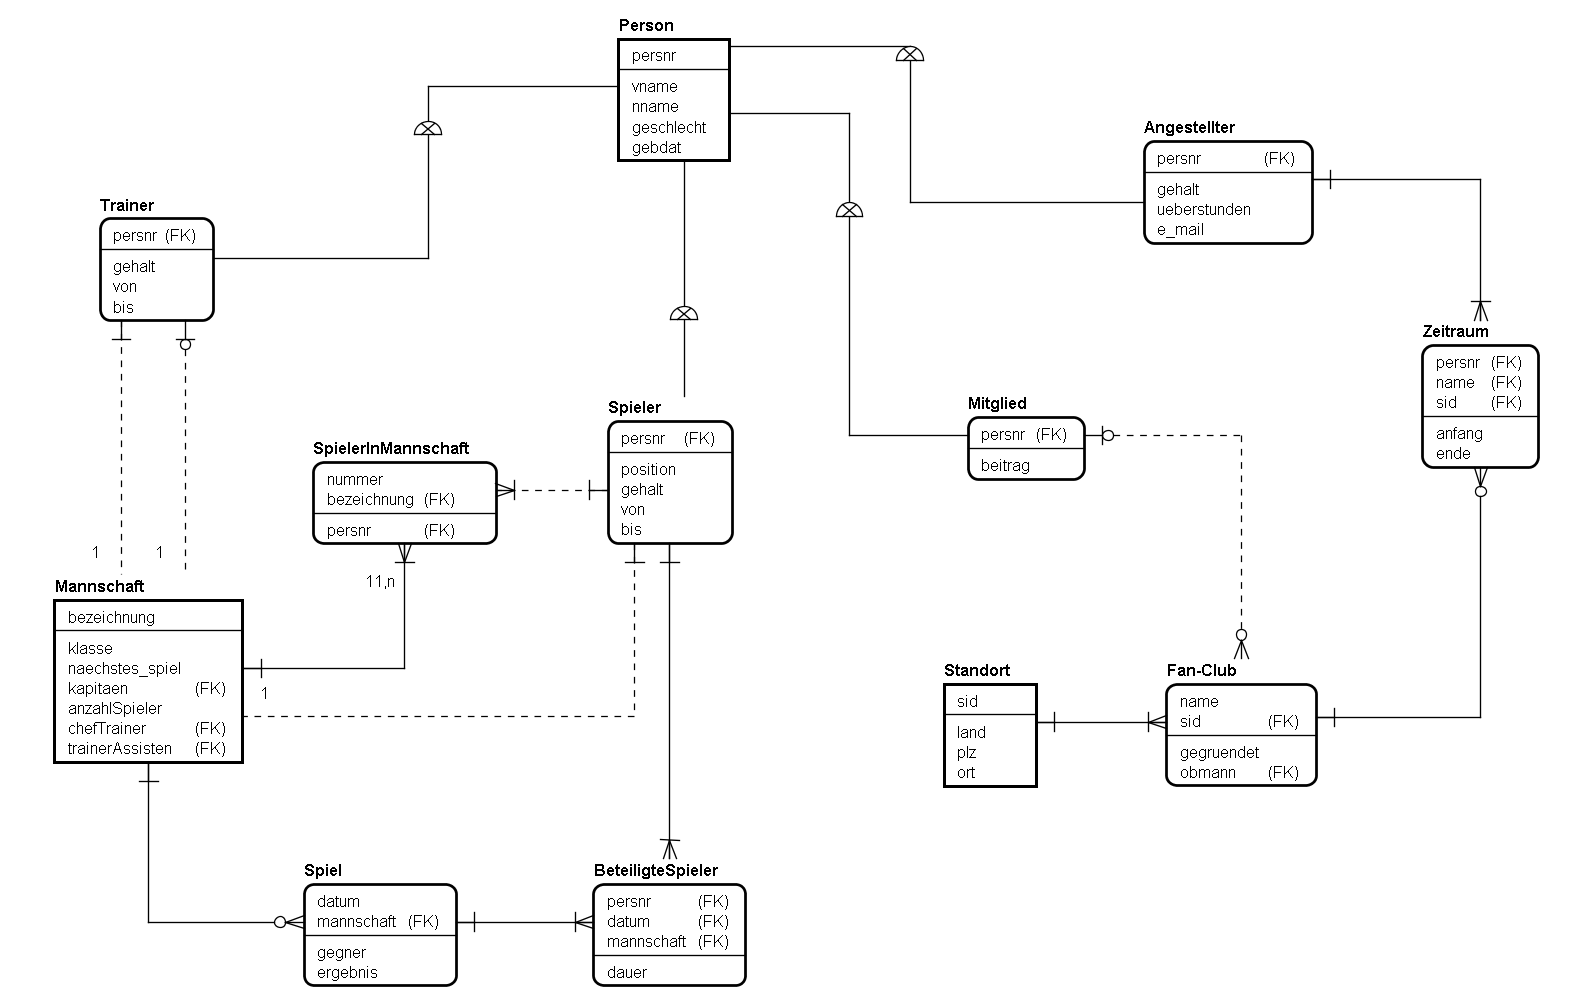 Person
persnr
vname
nname
geschlecht
gebdat
Angestellter
persnr (FK)
gehalt
ueberstunden
e_mail
Trainer
persnr (FK)
gehalt
von
bis
Zeitraum
persnr (FK)
name (FK)
sid (FK)
anfang
ende
Mitglied
persnr (FK)
beitrag
Spieler
persnr (FK)
position
gehalt
von
bis
SpielerInMannschaft
nummer
bezeichnung (FK)
persnr (FK)
1 1
11,n
Mannschaft
bezeichnung
klasse
naechstes_spiel
kapitaen (FK)
anzahlSpieler
chefTrainer (FK)
trainerAssisten (FK)
1
Standort
sid
land
plz
ort
Fan-Club
name
sid (FK)
gegruendet
obmann (FK)
Spiel
datum
mannschaft (FK)
gegner
ergebnis
BeteiligteSpieler
persnr (FK)
datum (FK)
mannschaft (FK)
dauer